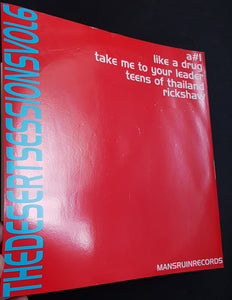 THEDESERTSESSIONSVOL6
a#1
like a drug
take me to your leader
teens of thailand
rickshaw
MANSRUINRECORDS